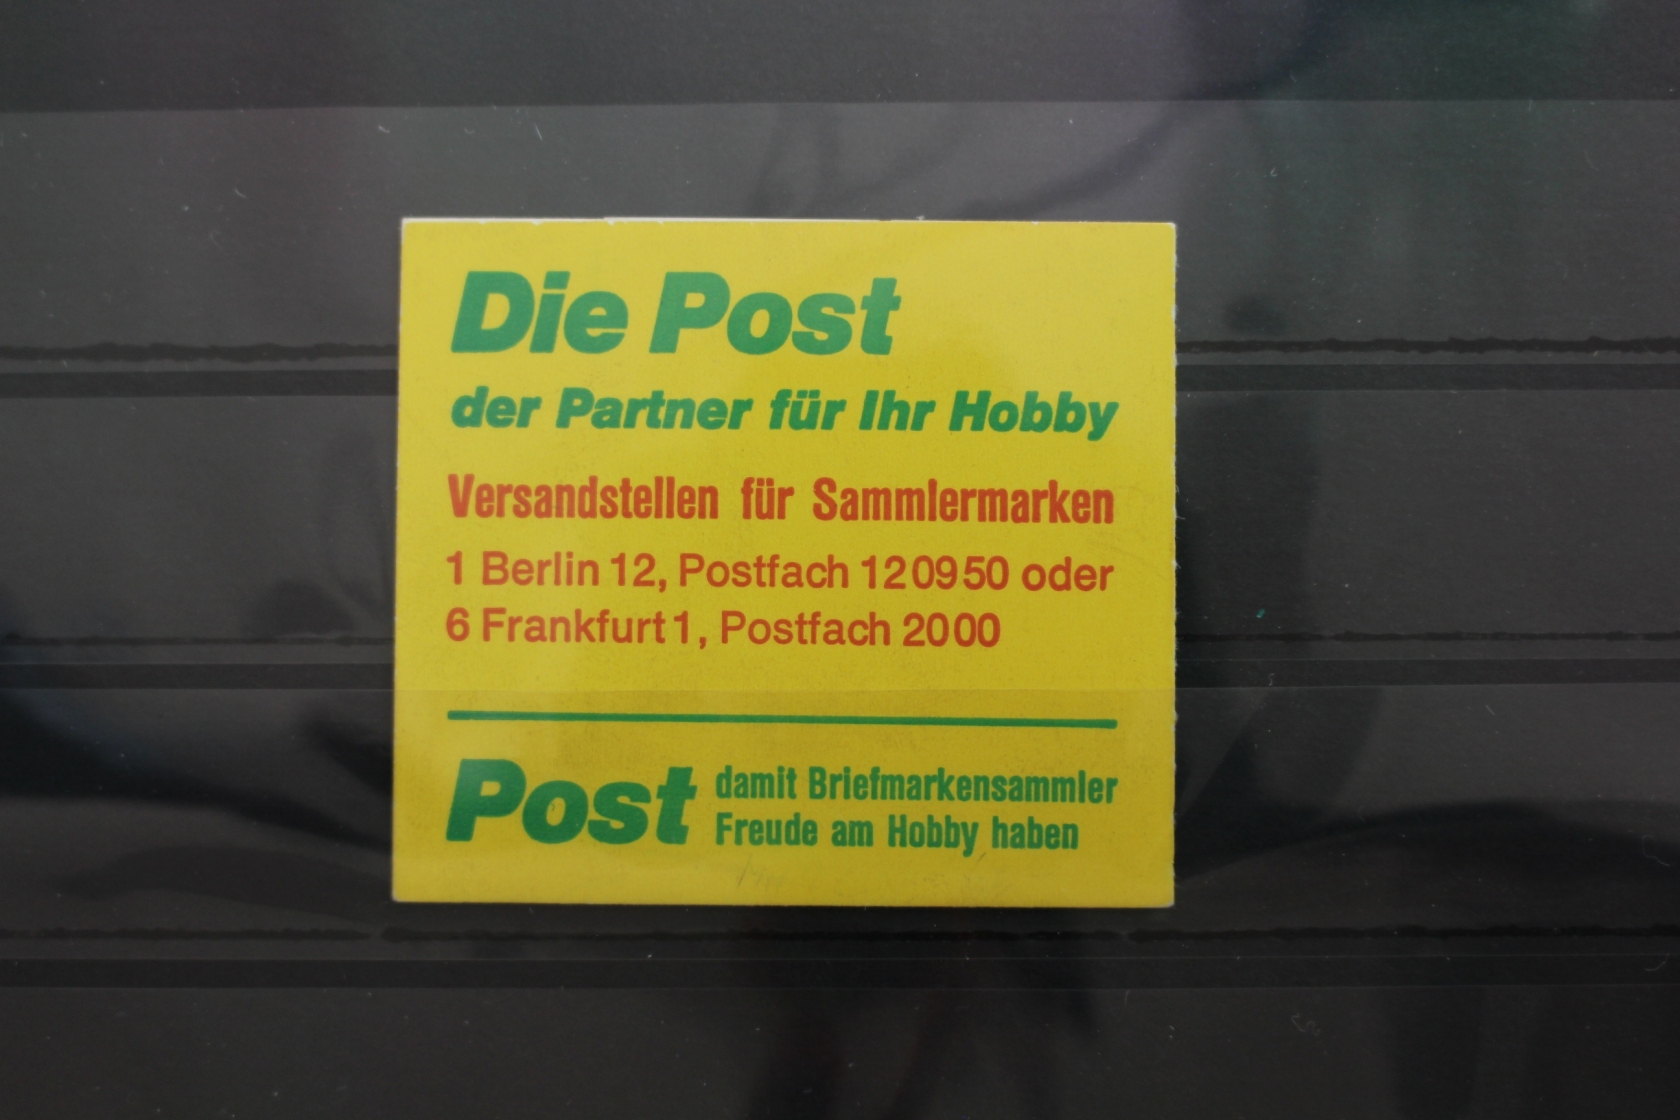 Die Post
der Partner für Ihr Hobby
Versandstellen für Sammlermarken
1 Berlin 12, Postfach 120950 oder
6 Frankfurt 1, Postfach 2000
Post damit Briefmarkensammler
Freude am Hobby haben